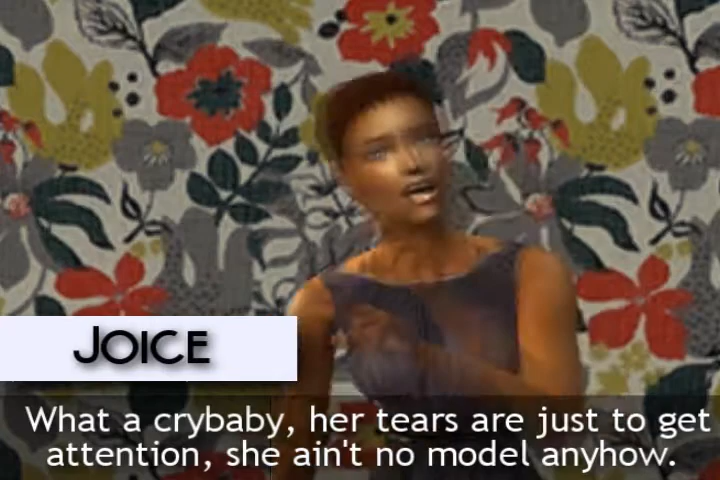 JOICE
What a crybaby, her tears are just to get
attention, she ain't no model anyhow.